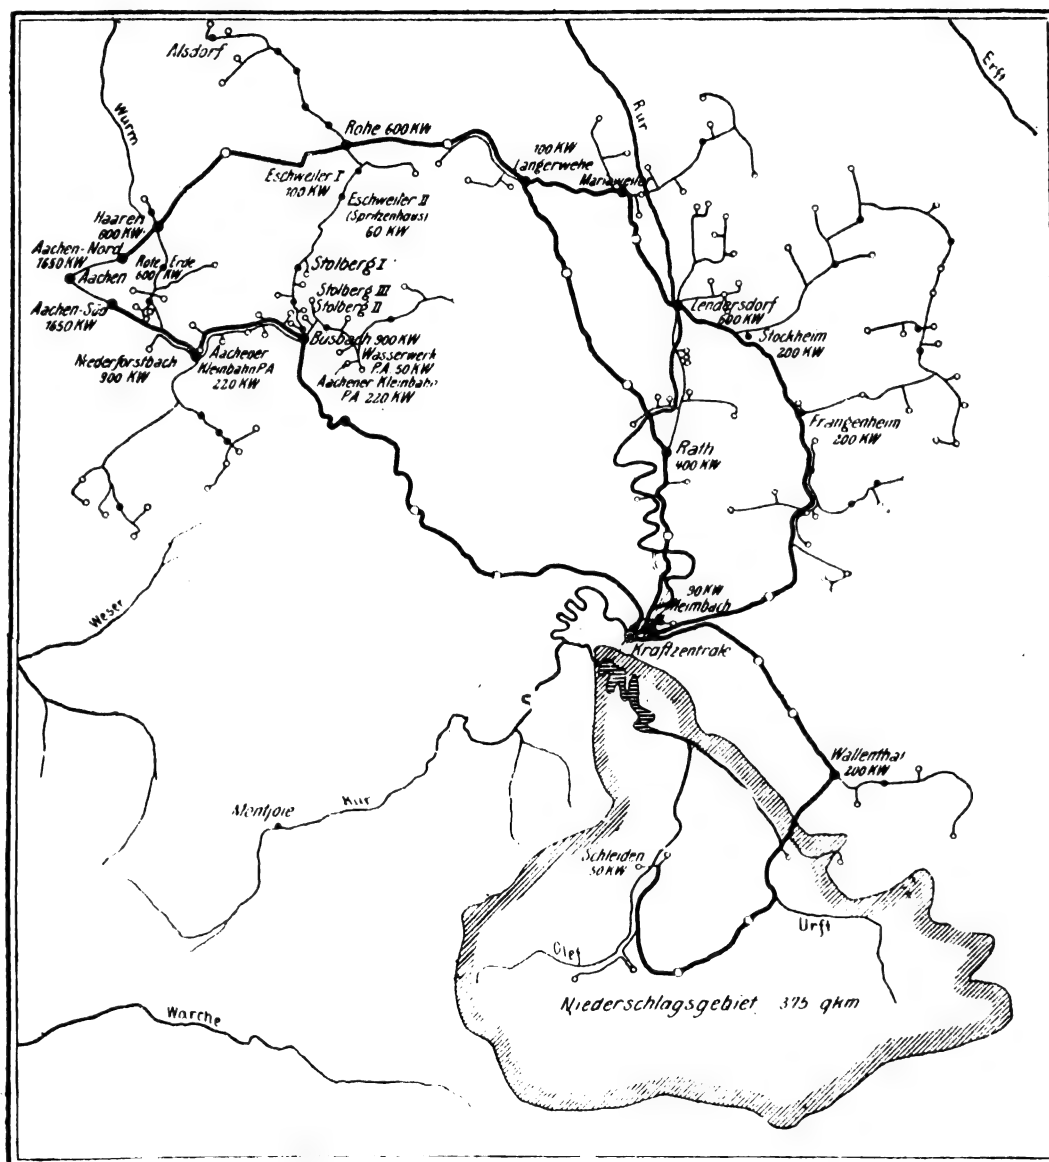 Alsdorf
Erft
Wurm
Rur
Rohe 600 KW
100 KW
Langerwehe
Mariaweiler
Eschweiler I
100 KW
Eschweiler II
(Spritzenhaus)
60 KW
Haaren
800 KW
Aachen-Nord
1650 KW
Rote Erde
600 KW
Aachen
Stolberg I
Stolberg III
Stolberg II
Aachen-Süd
1650 KW
Lendersdorf
600 KW
Stockheim
200 KW
Busbach 900 KW
Wasserwerk
P.A 50 KW
Niederforstbach
900 KW
Aachener
Kleinbahn P.A
220 KW
Aachener Kleinbahn
P.A 220 KW
Frangenheim
200 KW
Rath
400 KW
90 KW
Heimbach
Weser
Kraftzentrale
Wallenthal
200 KW
Rur
Montjoie
Schleiden
50 KW
Urft
Olef
Niederschlagsgebiet 375 qkm
Warche